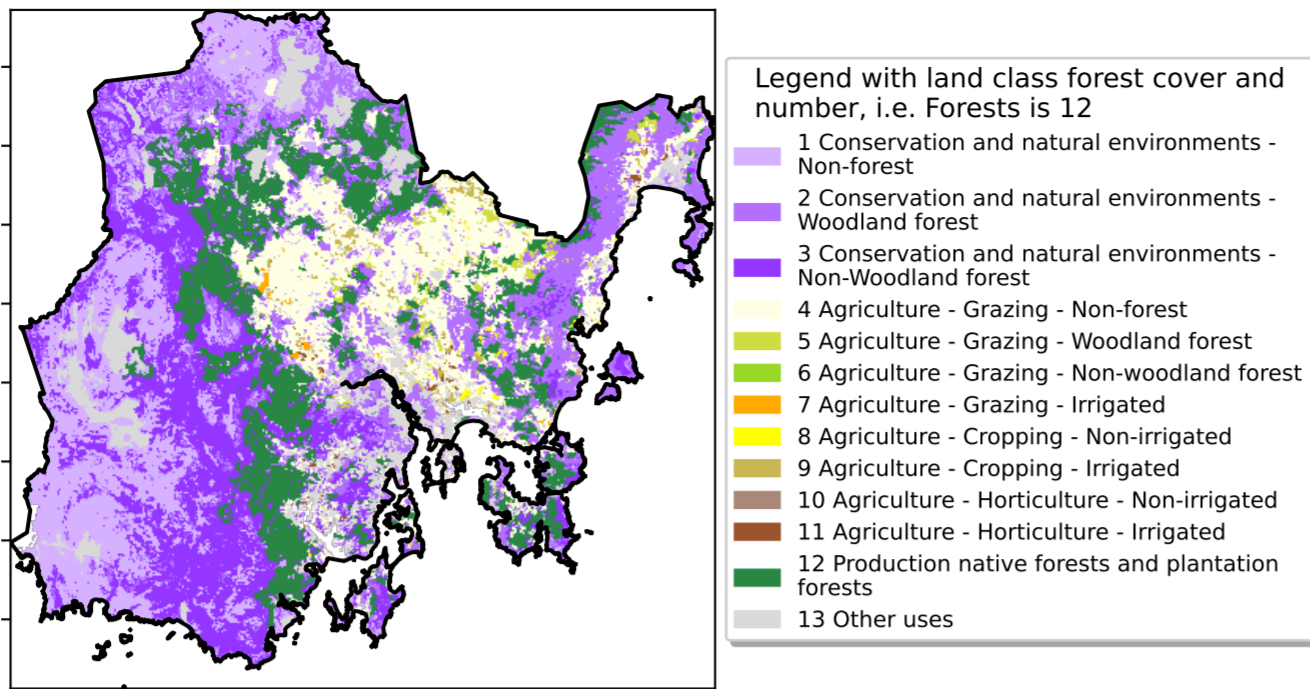 Legend with land class forest cover and
number, i.e. Forests is 12
1 Conservation and natural environments -
Non-forest
2 Conservation and natural environments -
Woodland forest
3 Conservation and natural environments -
Non-Woodland forest
4 Agriculture - Grazing - Non-forest
5 Agriculture - Grazing - Woodland forest
6 Agriculture - Grazing - Non-woodland forest
7 Agriculture - Grazing - Irrigated
8 Agriculture - Cropping - Non-irrigated
9 Agriculture - Cropping - Irrigated
10 Agriculture - Horticulture - Non-irrigated
11 Agriculture - Horticulture - Irrigated
12 Production native forests and plantation
forests
13 Other uses